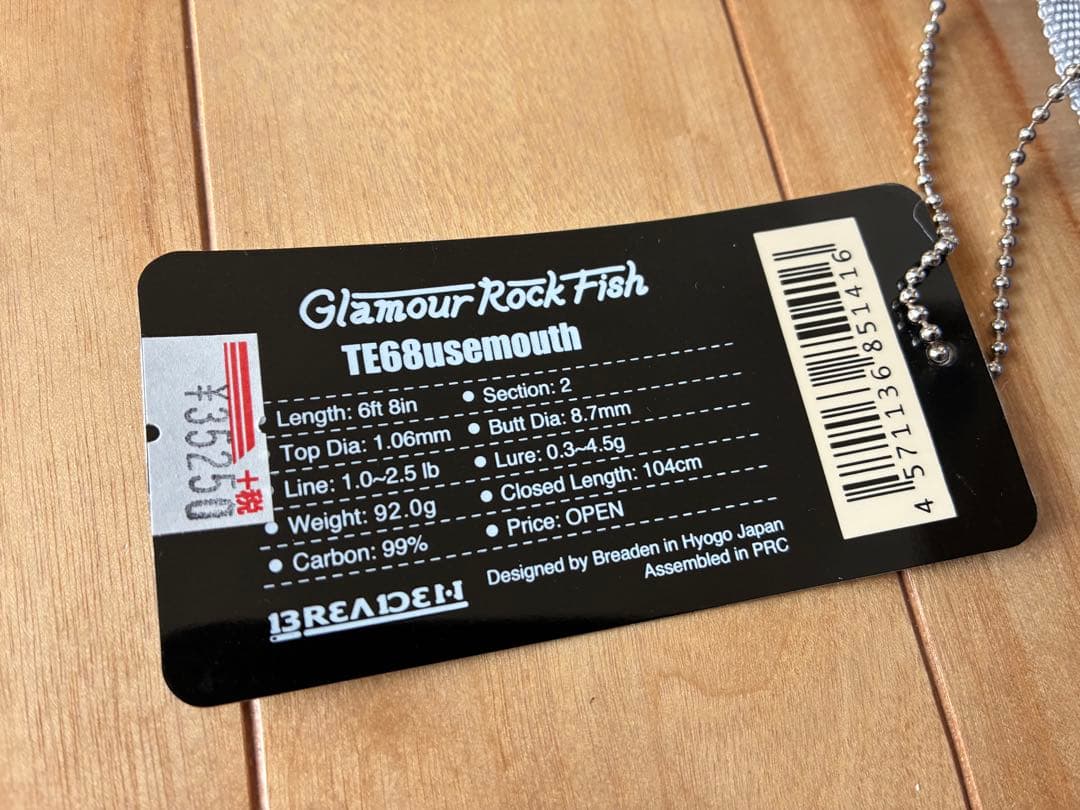 Glamour Rock Fish
TE68usemouth
Length: 6ft 8in
Section: 2
Top Dia: 1.06mm
Butt Dia: 8.7mm
Line: 1.0~2.5 lb
Lure: 0.3~4.5g
Weight: 92.0g
Closed Length: 104cm
Carbon: 99%
Price: OPEN
BREADEN
Designed by Breaden in Hyogo Japan
Assembled in PRC
¥35250
+税
4 571136 851416